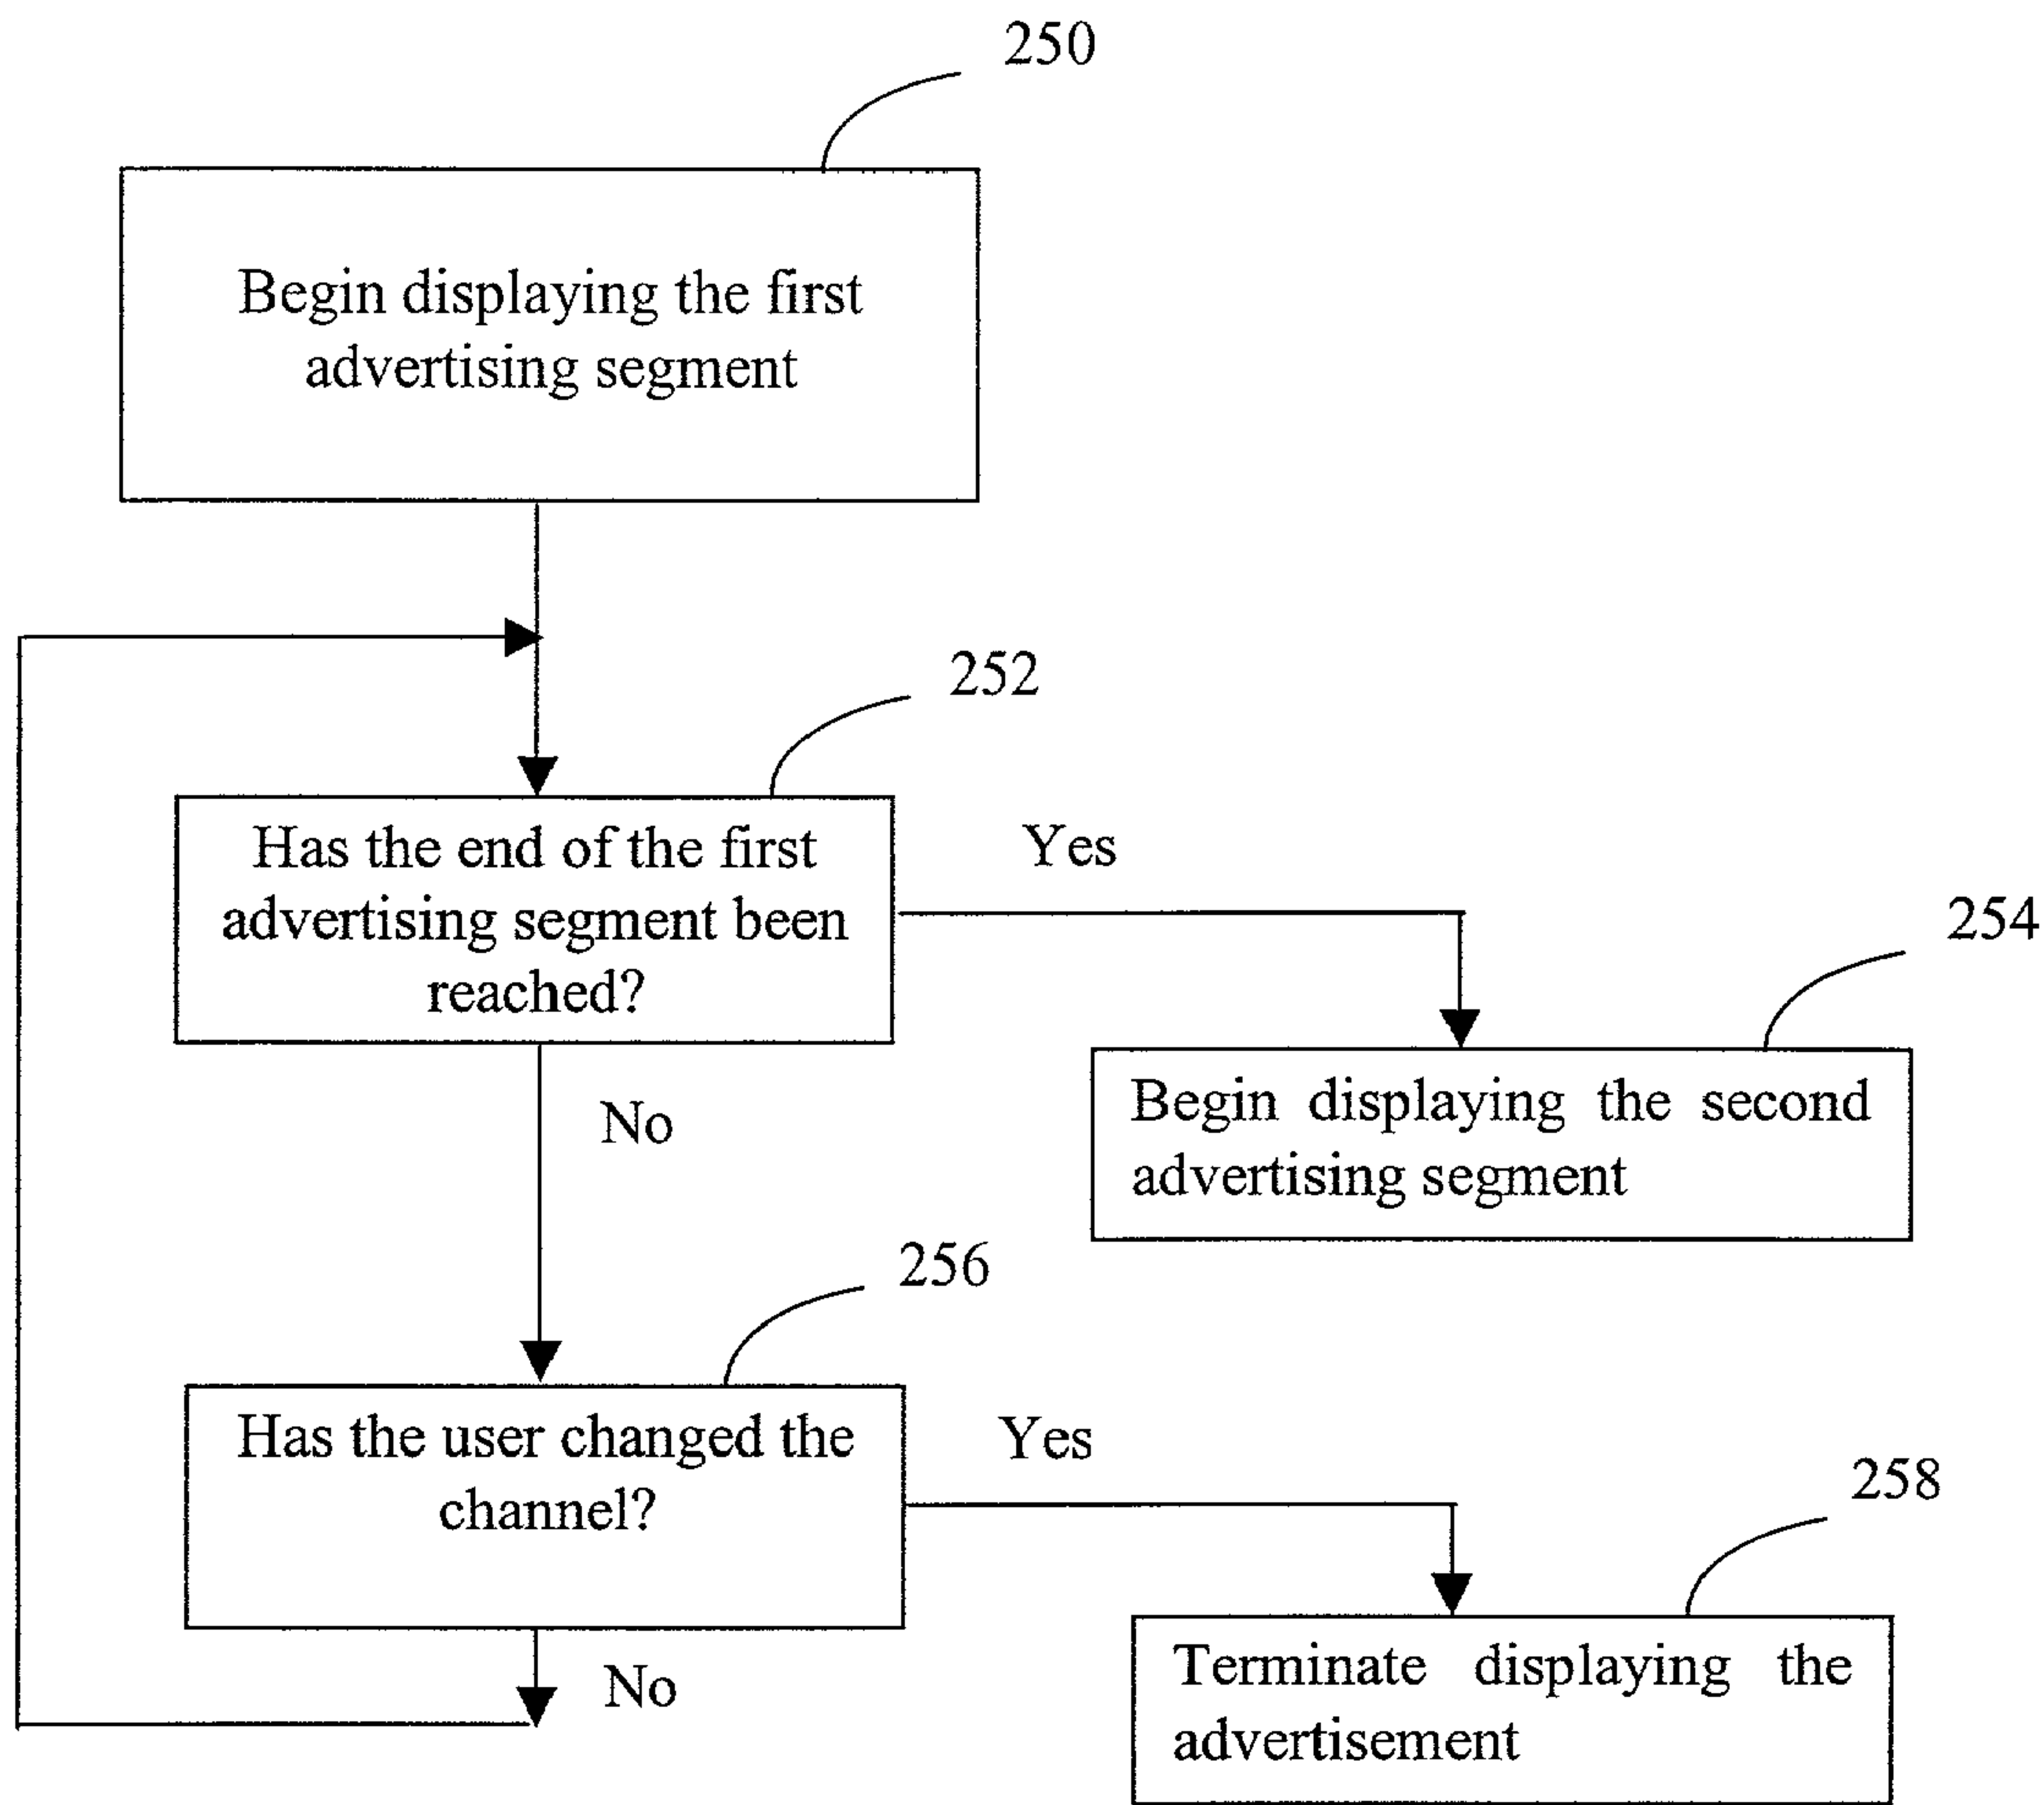 250
Begin displaying the first
advertising segment
252
Has the end of the first
advertising segment been
reached?
Yes
254
Begin displaying the second
advertising segment
No
256
Has the user changed the
channel?
Yes
258
Terminate displaying the
advertisement
No